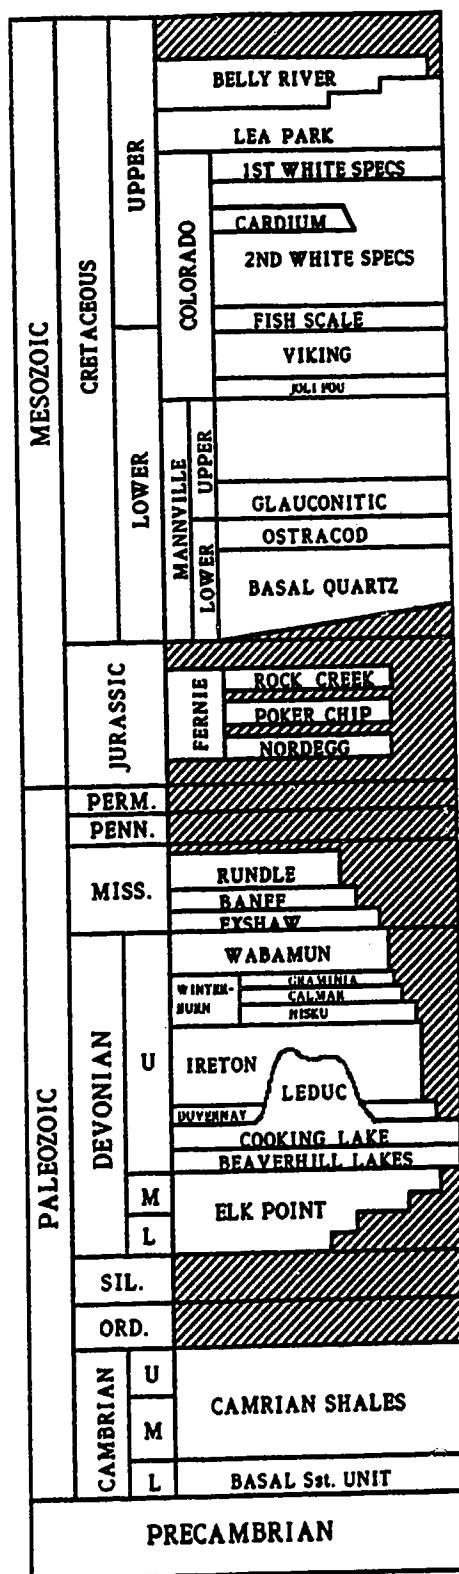 MESOZOIC
CRETACEOUS
UPPER
BELLY RIVER
LEA PARK
COLORADO
1ST WHITE SPECS
CARDIUM
2ND WHITE SPECS
FISH SCALE
LOWER
VIKING
JOLI FOU
MANNVILLE
UPPER
GLAUCONITIC
LOWER
OSTRACOD
BASAL QUARTZ
JURASSIC
FERNIE
ROCK CREEK
POKER CHIP
NORDEGG
PALEOZOIC
PERM.
PENN.
MISS.
RUNDLE
BANFF
EXSHAW
DEVONIAN
U
WABAMUN
WINTER-
BURN
GRAMINIA
CALMAR
NISKU
IRETON
LEDUC
DUVERNAY
COOKING LAKE
BEAVERHILL LAKES
M
ELK POINT
L
SIL.
ORD.
CAMBRIAN
U
CAMRIAN SHALES
M
L
BASAL Sst. UNIT
PRECAMBRIAN